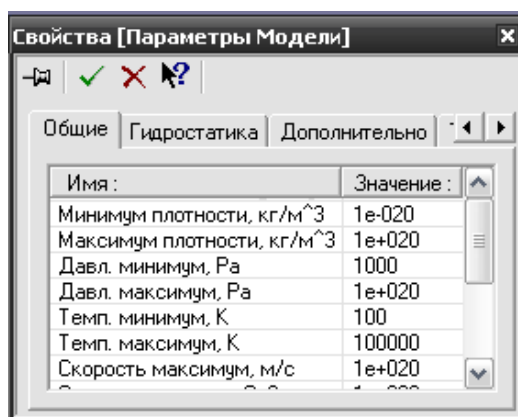 Свойства [Параметры Модели]
Общие Гидростатика Дополнительно
Имя : Значение :
Минимум плотности, кг/м^3 1e-020
Максимум плотности, кг/м^3 1e+020
Давл. минимум, Pa 1000
Давл. максимум, Pa 1e+020
Темп. минимум, K 100
Темп. максимум, K 100000
Скорость максимум, м/с 1e+020